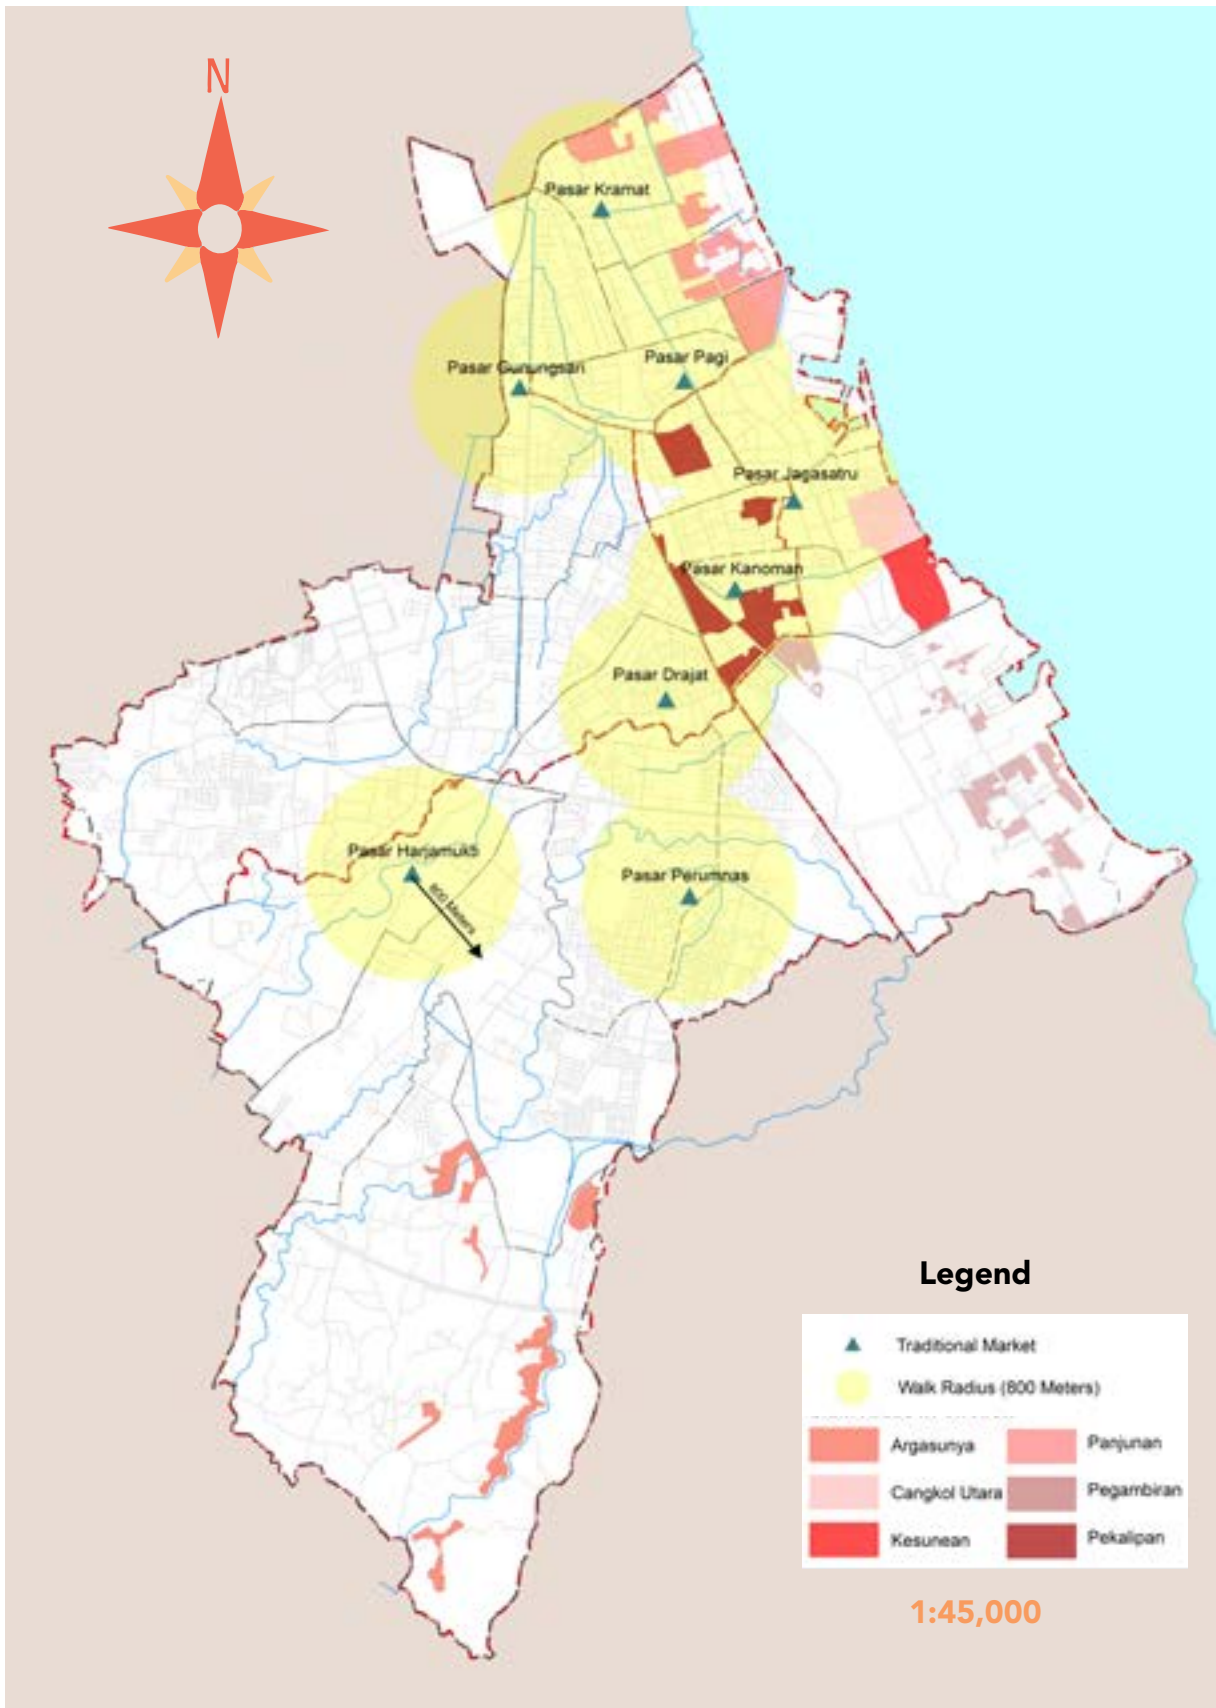 N
Pasar Kramat
Pasar Gunungsari
Pasar Pagi
Pasar Jagasatru
Pasar Kanoman
Pasar Drajat
Pasar Harjamukti
800 Meters
Pasar Perumnas
Legend
Traditional Market
Walk Radius (800 Meters)
Argasunya
Panjunan
Cangkol Utara
Pegambiran
Kesunean
Pekalipan
1:45,000